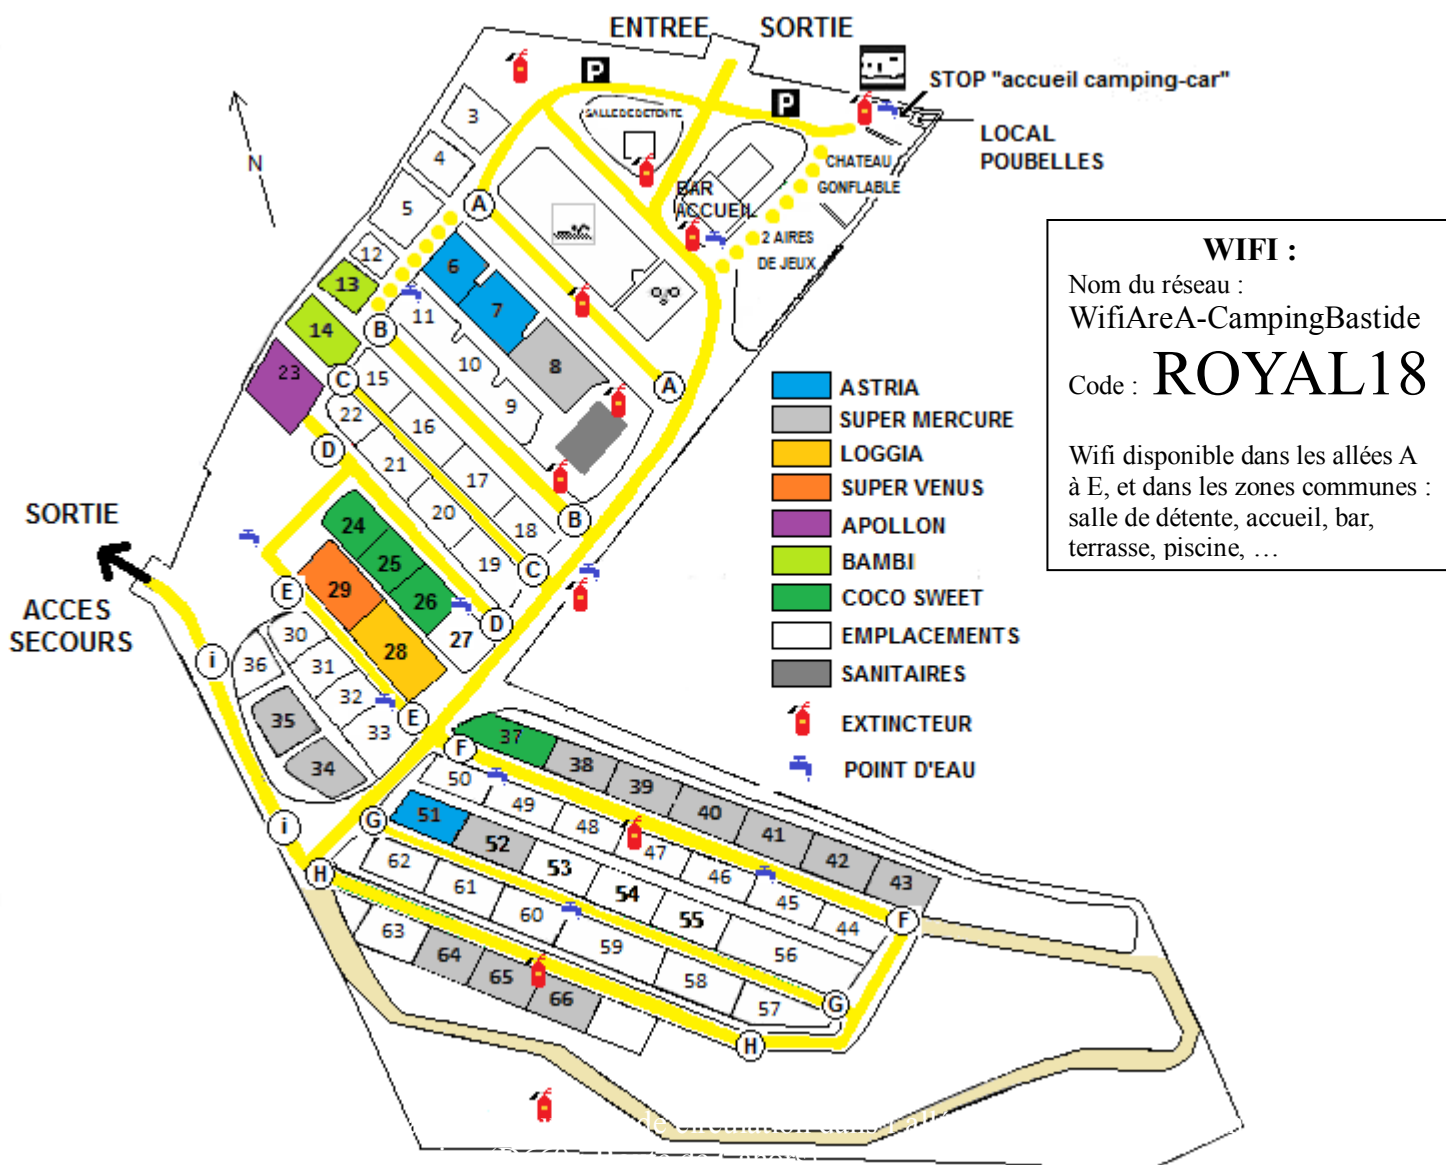 ENTREE SORTIE
P
P
STOP "accueil camping-car"
LOCAL
POUBELLES
SALLE DE DETENTE
CHATEAU
GONFLABLE
BAR
ACCUEIL
2 AIRES
DE JEUX
N
3
4
5
12
13
14
23
A
6
7
8
A
11
10
9
B
B
15
16
17
18
C
C
22
21
20
19
D
D
24
25
26
27
29
28
E
E
30
31
32
33
36
35
34
SORTIE
ACCES
SECOURS
i
i
F
37
38
39
40
41
42
43
F
50
49
48
47
46
45
44
G
51
52
53
54
55
56
G
62
61
60
59
58
57
H
63
64
65
66
H
WIFI :
Nom du réseau :
WifiAreA-CampingBastide
Code : ROYAL18
Wifi disponible dans les allées A
à E, et dans les zones communes :
salle de détente, accueil, bar,
terrasse, piscine, …
ASTRIA
SUPER MERCURE
LOGGIA
SUPER VENUS
APOLLON
BAMBI
COCO SWEET
EMPLACEMENTS
SANITAIRES
EXTINCTEUR
POINT D'EAU